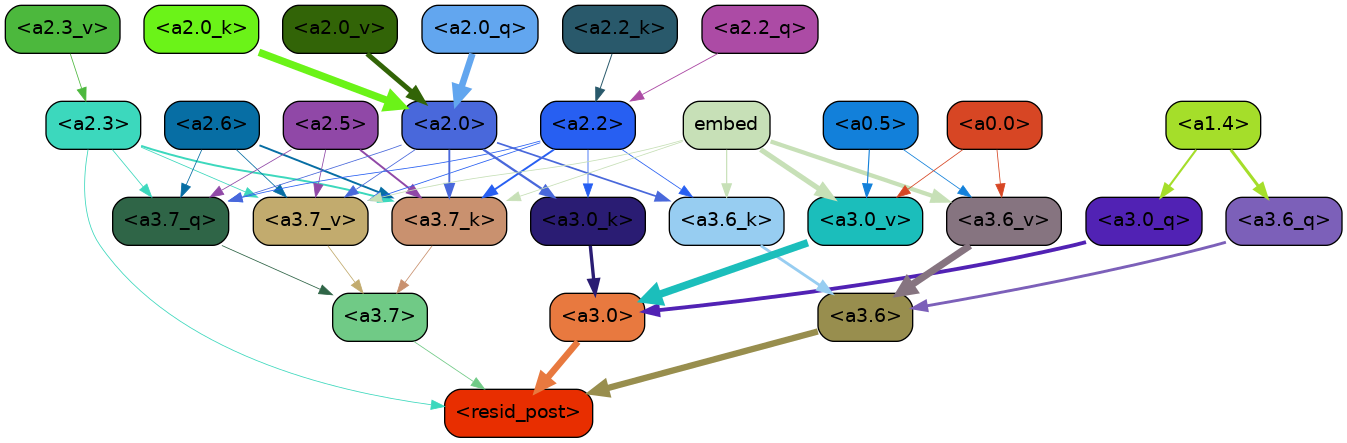 <a2.3_v> <a2.0_k> <a2.0_v> <a2.0_q> <a2.2_k> <a2.2_q>
<a2.3> <a2.6> <a2.5> <a2.0> <a2.2> embed <a0.5> <a0.0> <a1.4>
<a3.7_q> <a3.7_v> <a3.7_k> <a3.0_k> <a3.6_k> <a3.0_v> <a3.6_v> <a3.0_q> <a3.6_q>
<a3.7> <a3.0> <a3.6>
<resid_post>